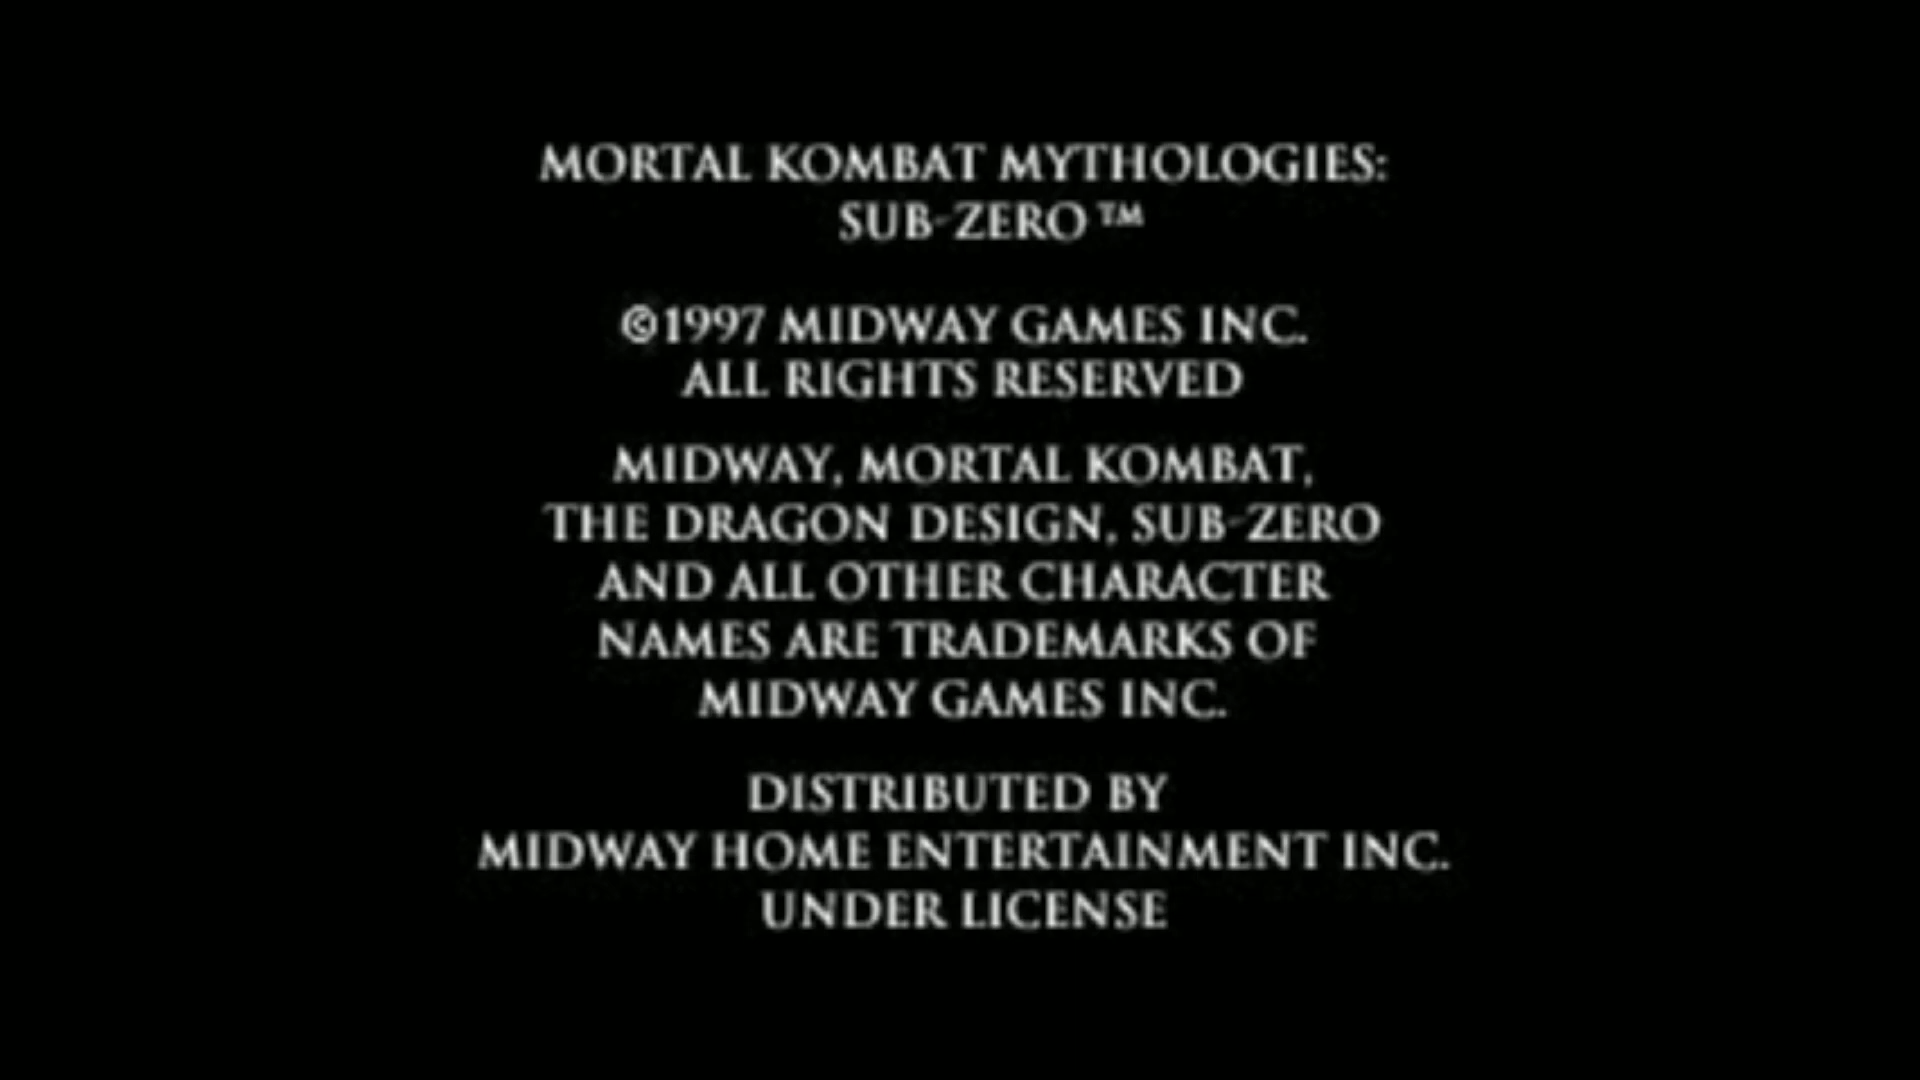 MORTAL KOMBAT MYTHOLOGIES:
SUB-ZERO™
©1997 MIDWAY GAMES INC.
ALL RIGHTS RESERVED
MIDWAY, MORTAL KOMBAT,
THE DRAGON DESIGN, SUB-ZERO
AND ALL OTHER CHARACTER
NAMES ARE TRADEMARKS OF
MIDWAY GAMES INC.
DISTRIBUTED BY
MIDWAY HOME ENTERTAINMENT INC.
UNDER LICENSE